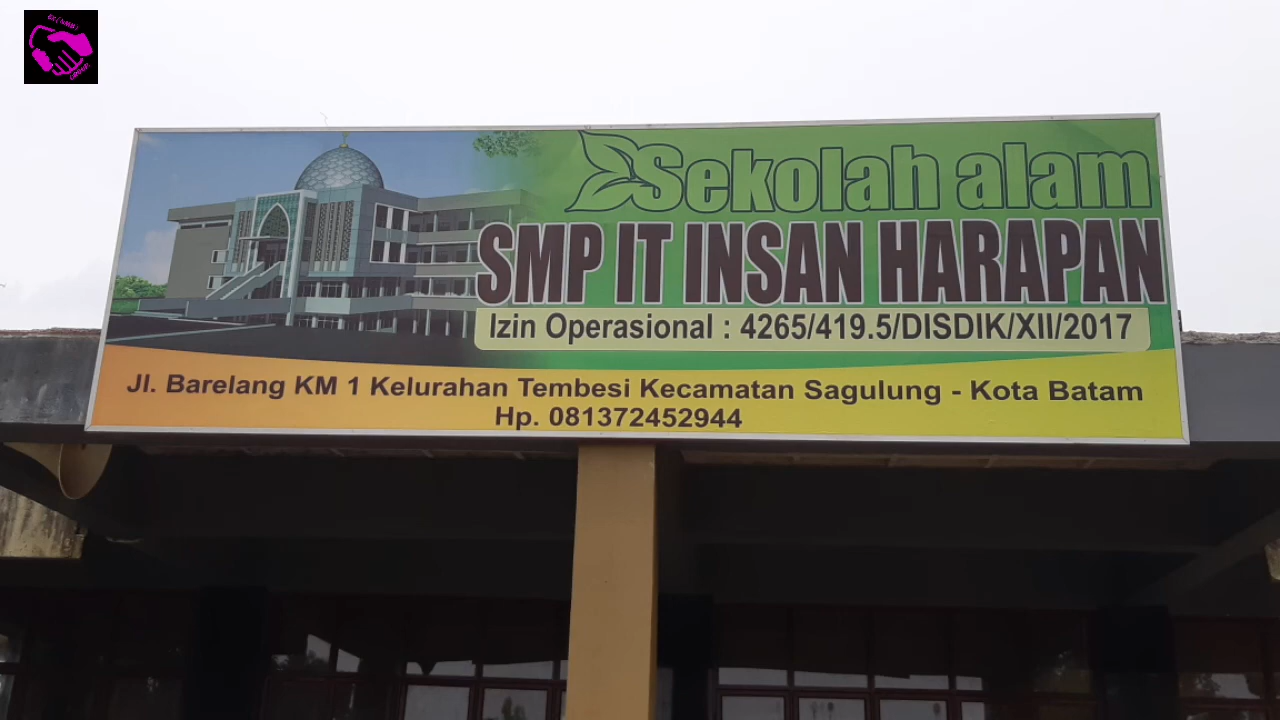 Sekolah alam
SMP IT INSAN HARAPAN
Izin Operasional : 4265/419.5/DISDIK/XII/2017
Jl. Barelang KM 1 Kelurahan Tembesi Kecamatan Sagulung - Kota Batam
Hp. 081372452944